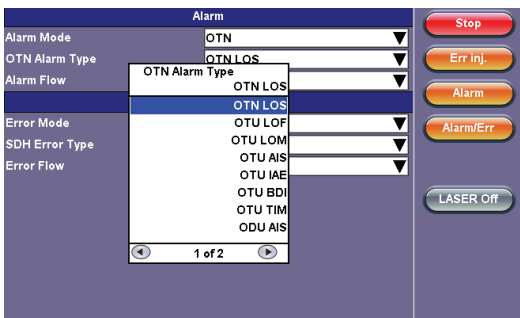 Alarm
Alarm Mode OTN
OTN Alarm Type OTN LOS
Alarm Flow
Error Mode
SDH Error Type
Error Flow
OTN Alarm Type
OTN LOS
OTN LOS
OTU LOF
OTU LOM
OTU AIS
OTU IAE
OTU BDI
OTU TIM
ODU AIS
1 of 2
Stop
Err inj.
Alarm
Alarm/Err
LASER Off